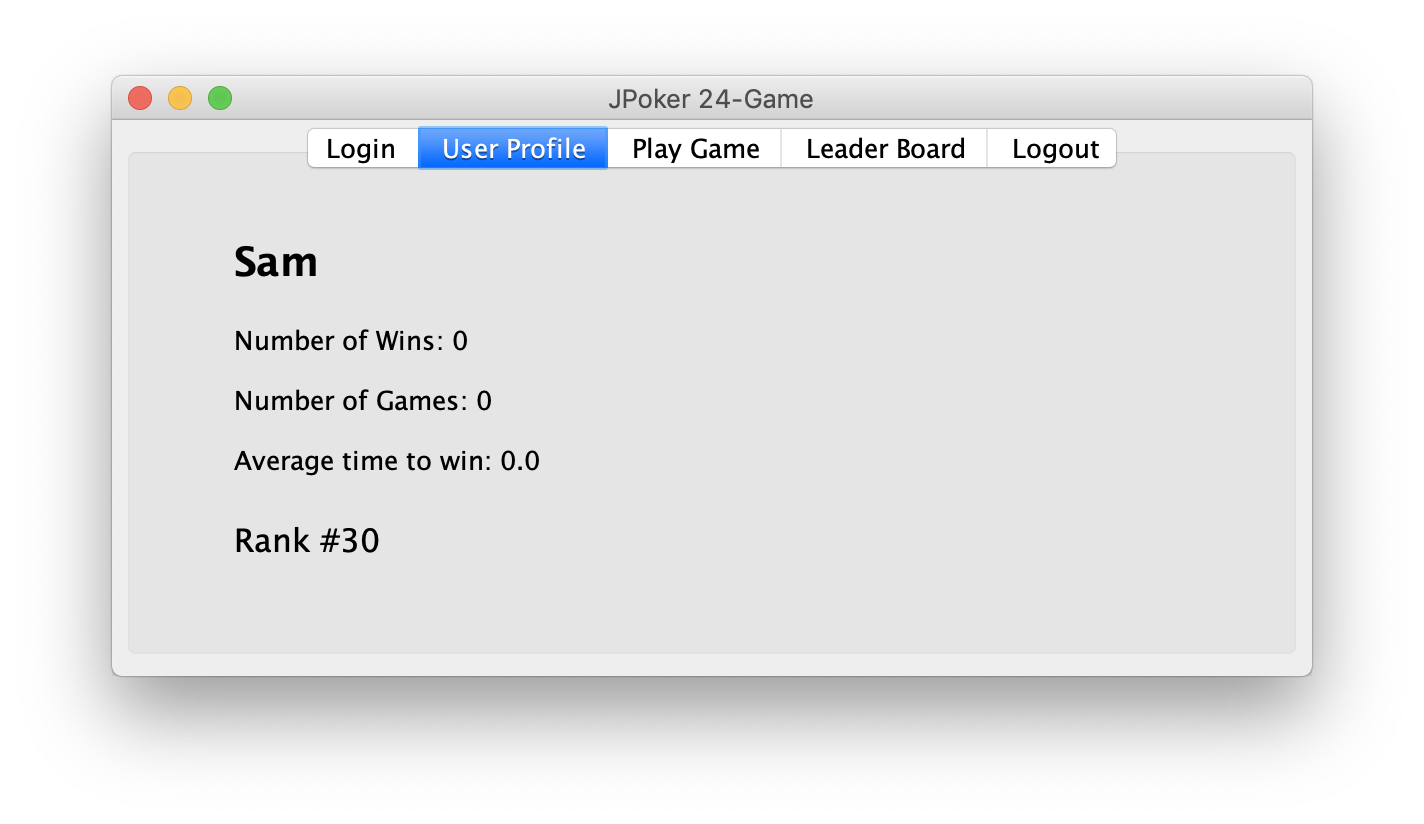 JPoker 24-Game
Login User Profile Play Game Leader Board Logout
Sam
Number of Wins: 0
Number of Games: 0
Average time to win: 0.0
Rank #30